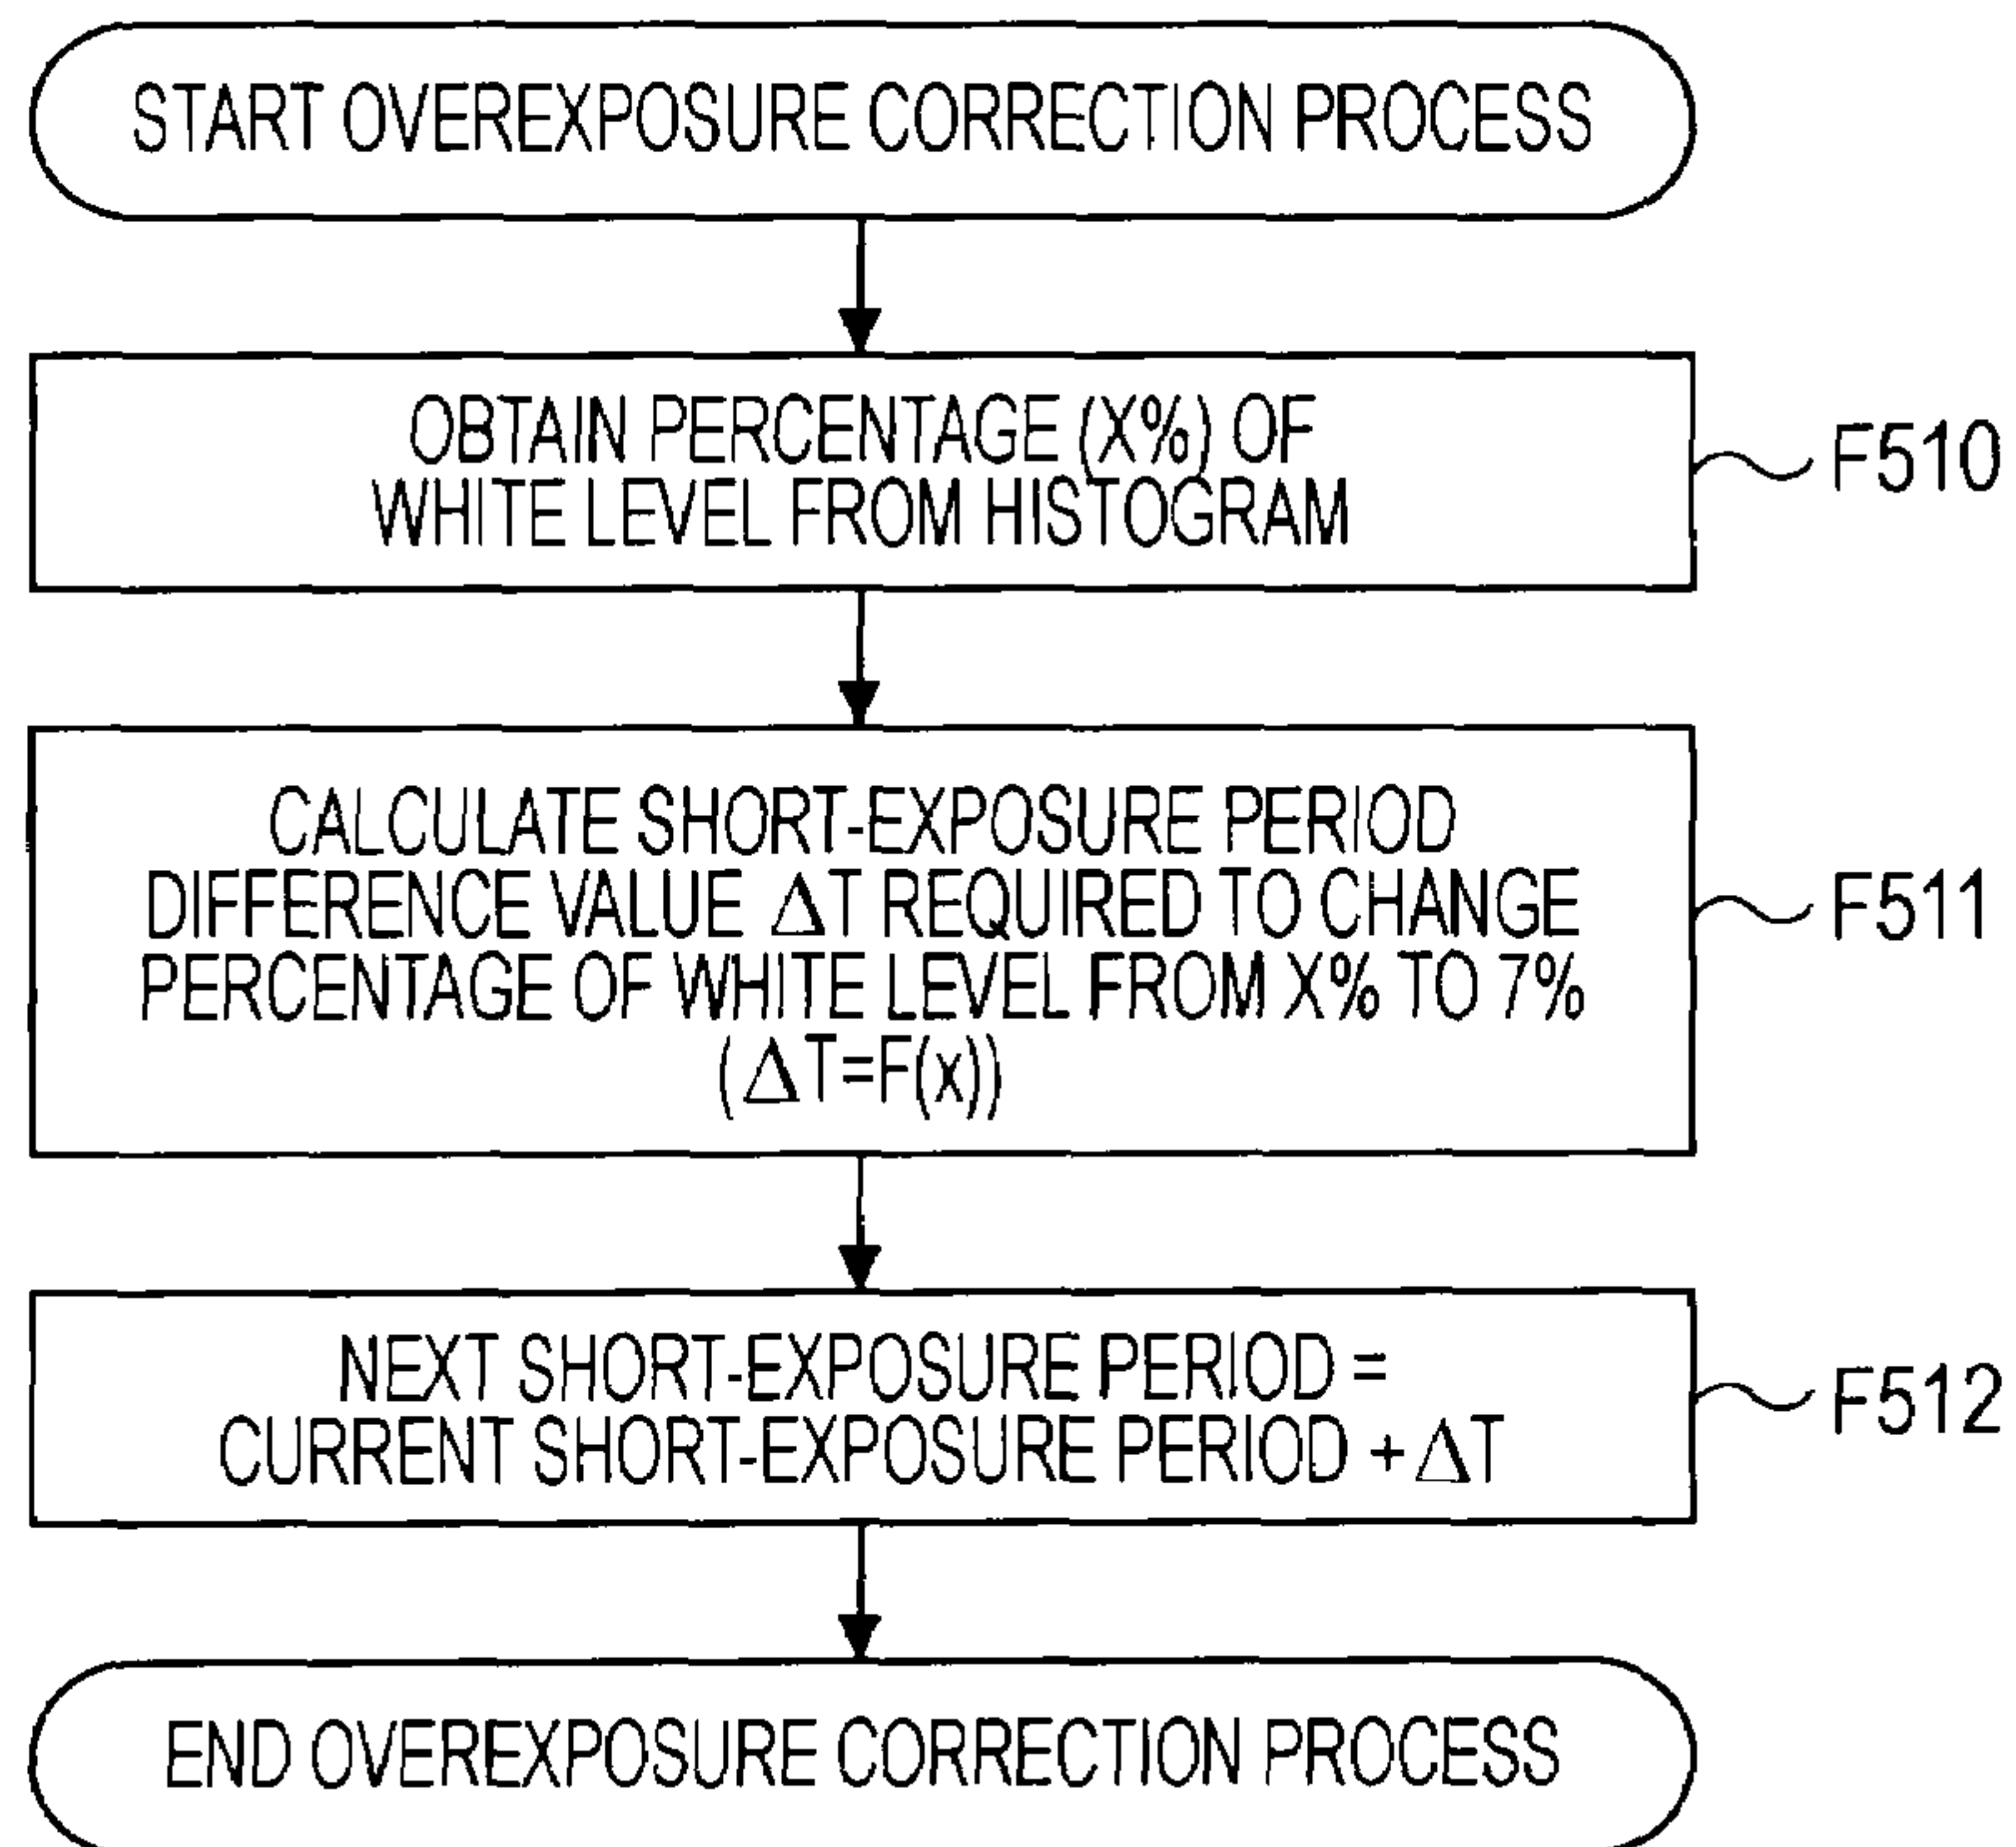 START OVEREXPOSURE CORRECTION PROCESS
OBTAIN PERCENTAGE (X%) OF
WHITE LEVEL FROM HISTOGRAM
F510
CALCULATE SHORT-EXPOSURE PERIOD
DIFFERENCE VALUE ΔT REQUIRED TO CHANGE
PERCENTAGE OF WHITE LEVEL FROM X% TO 7%
(ΔT=F(x))
F511
NEXT SHORT-EXPOSURE PERIOD =
CURRENT SHORT-EXPOSURE PERIOD + ΔT
F512
END OVEREXPOSURE CORRECTION PROCESS